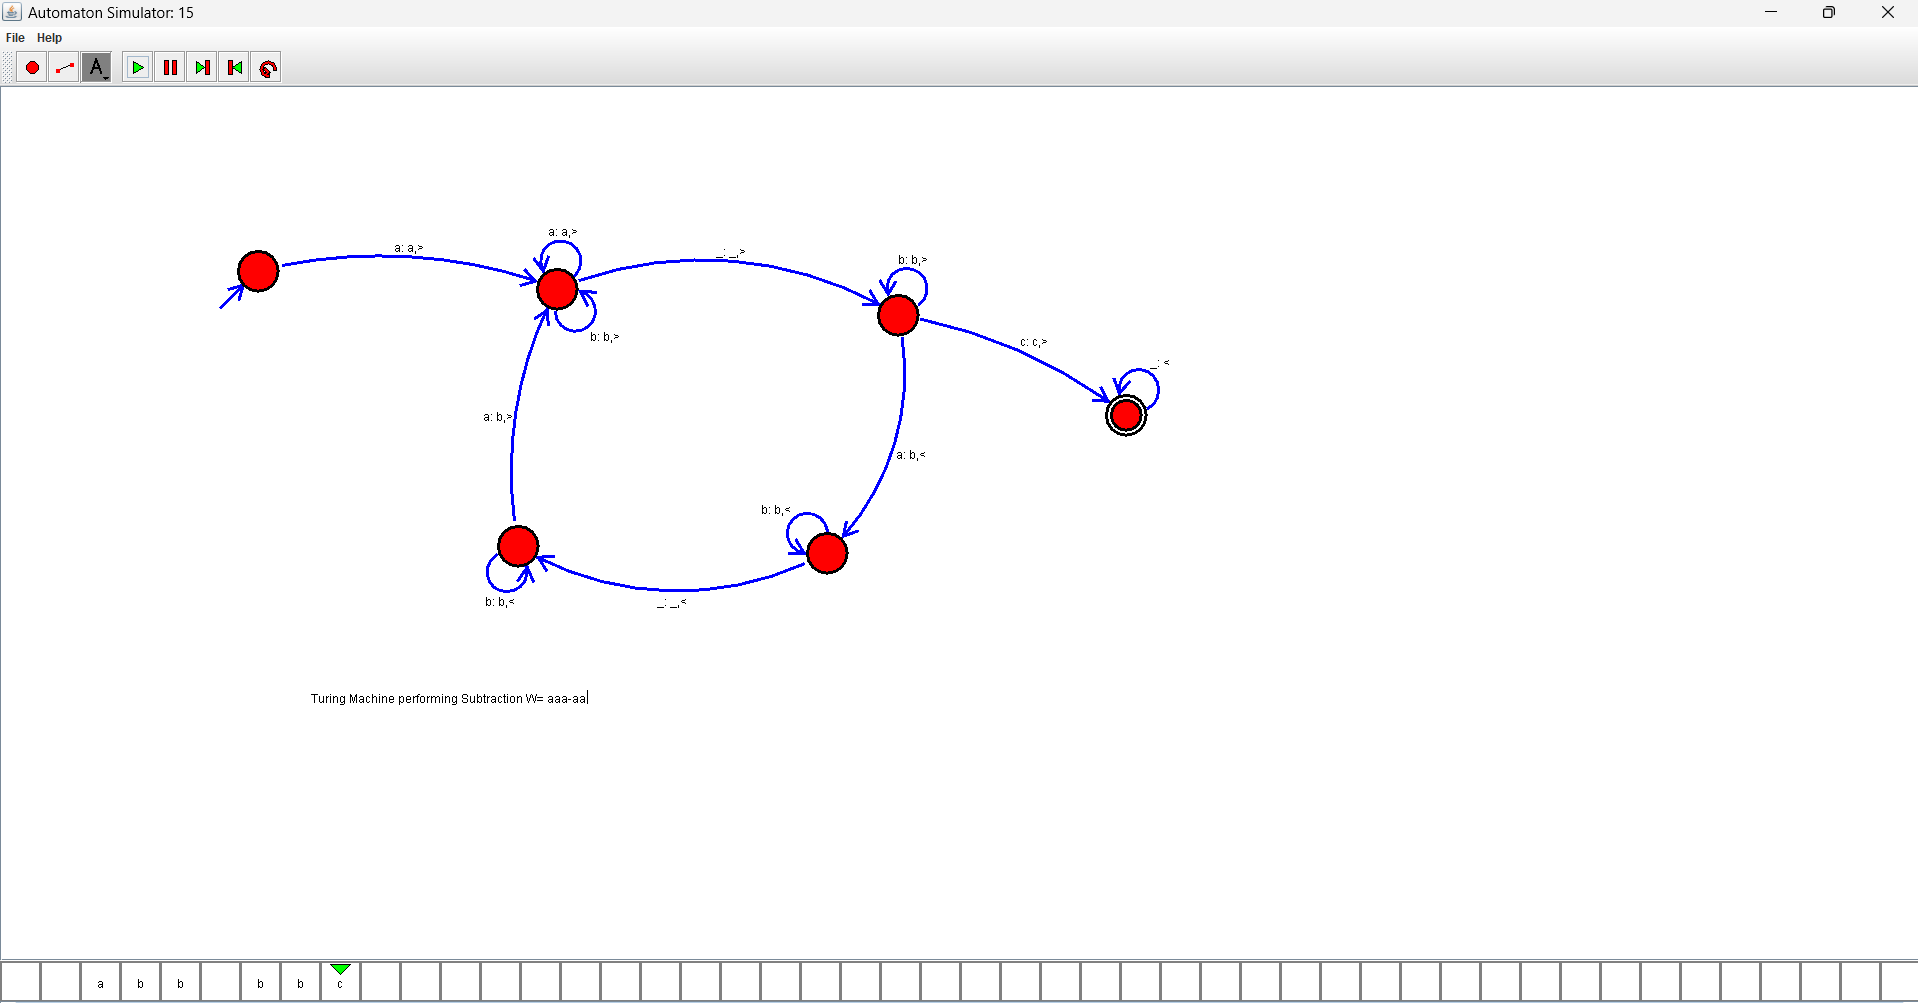 Automaton Simulator: 15
File Help
A
a: a,>
a: a,>
_: _,>
b: b,>
b: b,>
c: c,>
_: <
a: b,>
a: b,<
b: b,<
b: b,<
_: _,<
Turing Machine performing Subtraction W= aaa-aa
a b b b b c